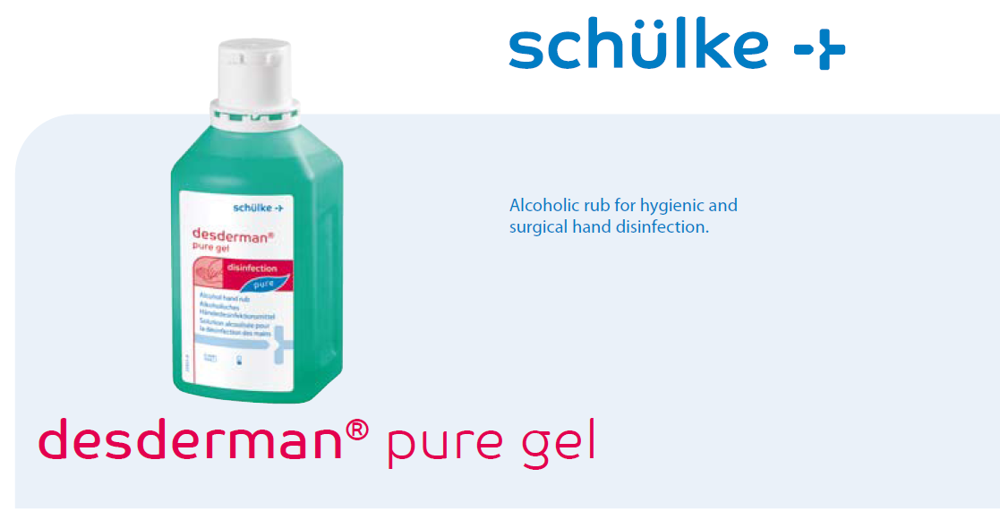 schülke
Alcoholic rub for hygienic and
surgical hand disinfection.
schülke
desderman®
pure gel
disinfection
pure
Alcohol hand rub
Alkoholisches
Händedesinfektionsmittel
Solution alcoolisée pour
la désinfection des mains
desderman® pure gel